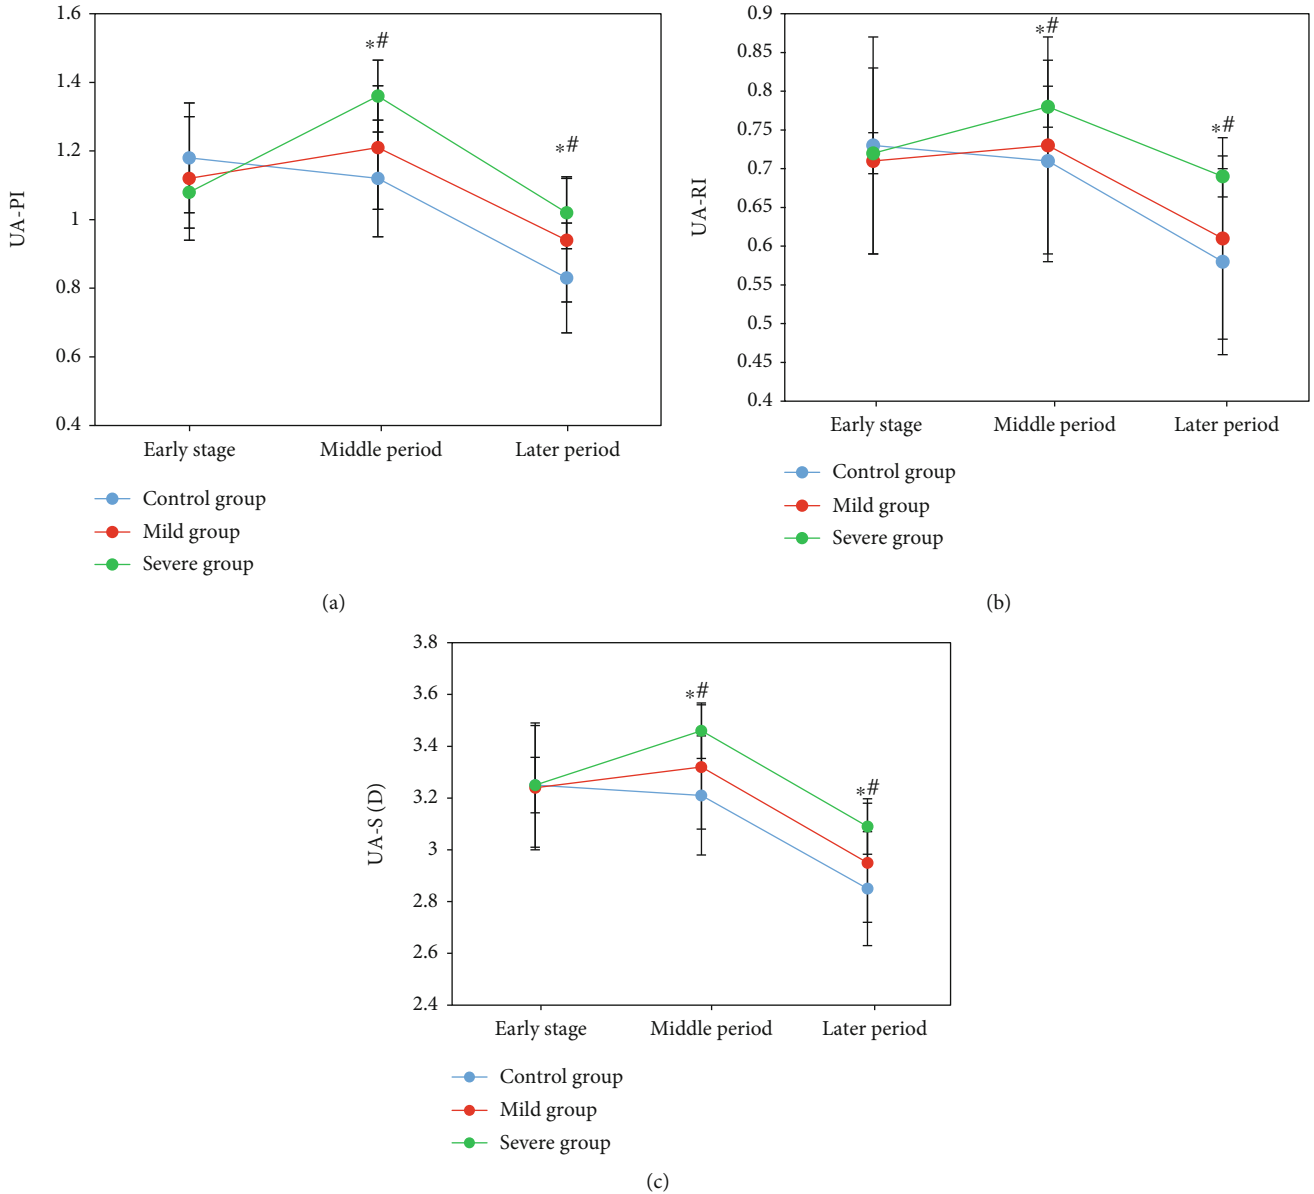 UA-PI
1.6
1.4
1.2
1
0.8
0.6
0.4
*#
*#
Early stage Middle period Later period
Control group
Mild group
Severe group
(a)
UA-RI
0.9
0.85
0.8
0.75
0.7
0.65
0.6
0.55
0.5
0.45
0.4
*#
*#
Early stage Middle period Later period
Control group
Mild group
Severe group
(b)
UA-S (D)
3.8
3.6
3.4
3.2
3
2.8
2.6
2.4
*#
*#
Early stage Middle period Later period
Control group
Mild group
Severe group
(c)